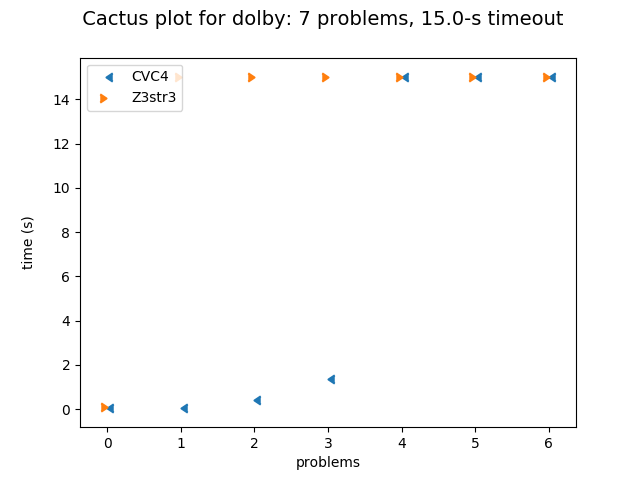 Cactus plot for dolby: 7 problems, 15.0-s timeout
CVC4
Z3str3
14
12
10
8
6
4
2
0
time (s)
0 1 2 3 4 5 6
problems